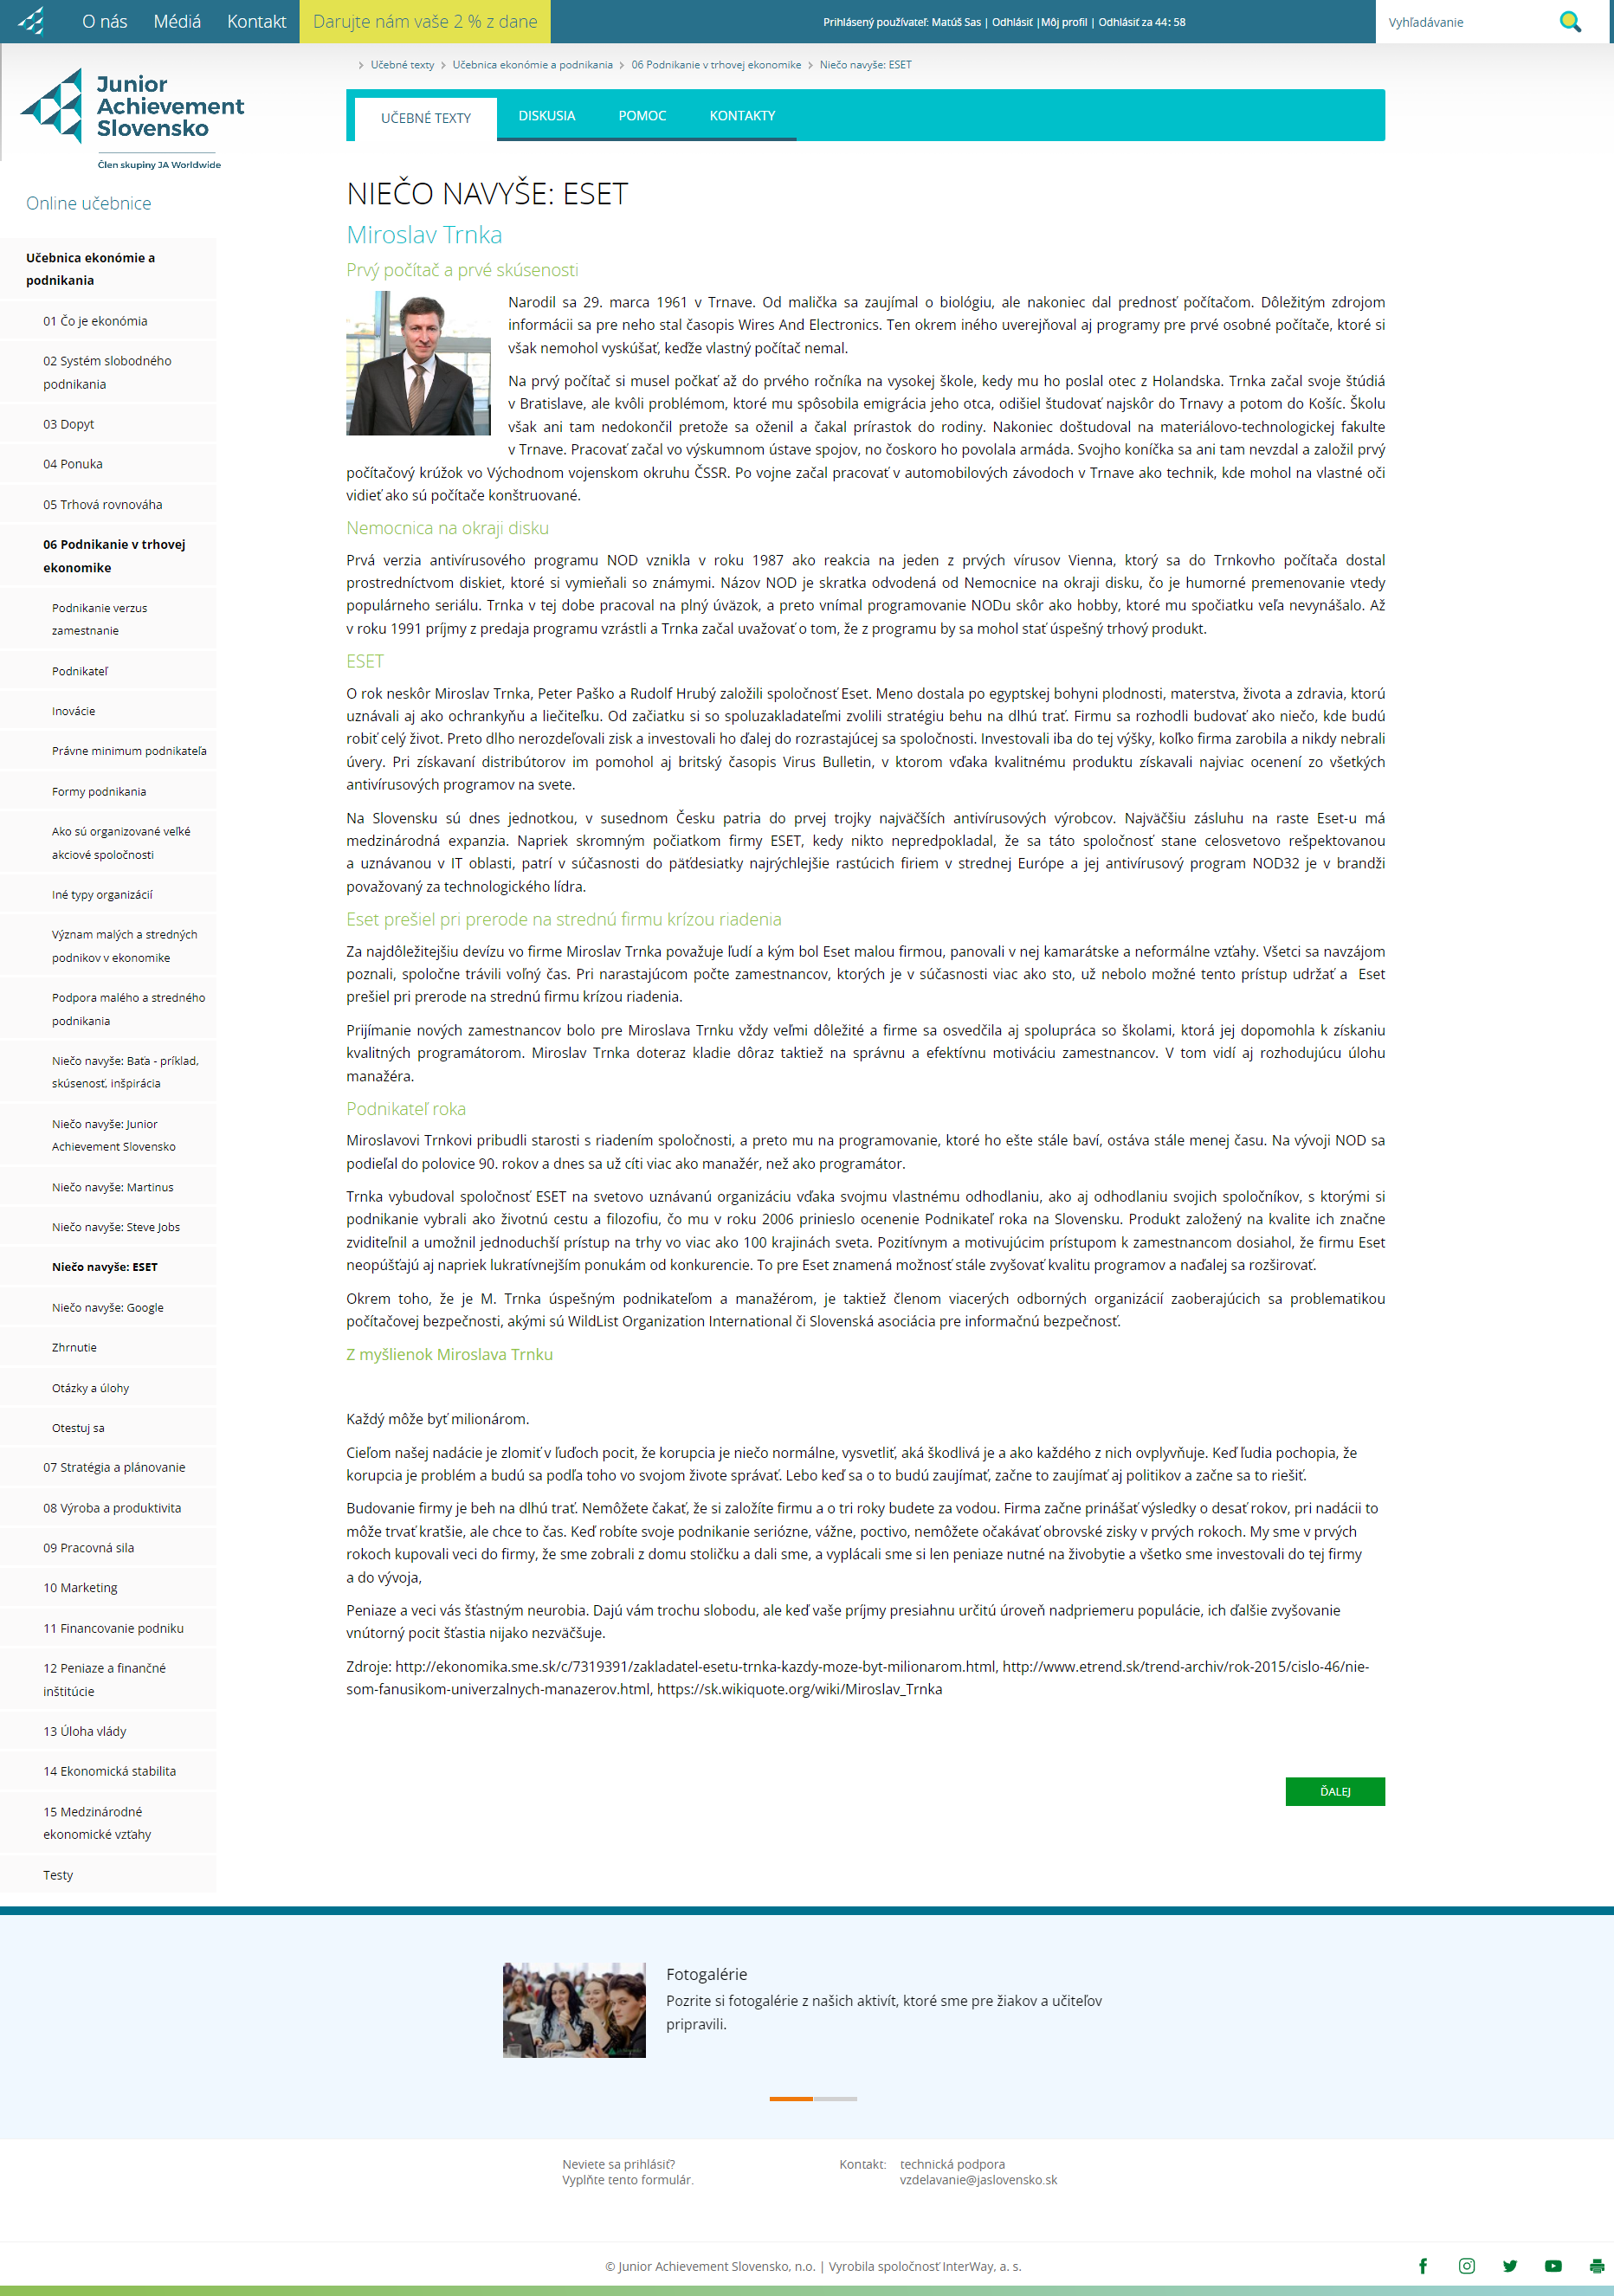 O nás Médiá Kontakt Darujte nám vaše 2 % z dane Prihlásený používateľ: Matúš Sas | Odhlásiť |Môj profil | Odhlásiť za 44: 58 Vyhľadávanie
Učebné texty Učebnica ekonómie a podnikania 06 Podnikanie v trhovej ekonomike Niečo navyše: ESET
Junior
Achievement
Slovensko
Člen skupiny JA Worldwide
UČEBNÉ TEXTY DISKUSIA POMOC KONTAKTY
Online učebnice
Učebnica ekonómie a
podnikania
01 Čo je ekonómia
02 Systém slobodného
podnikania
03 Dopyt
04 Ponuka
05 Trhová rovnováha
06 Podnikanie v trhovej
ekonomike
Podnikanie verzus
zamestnanie
Podnikateľ
Inovácie
Právne minimum podnikateľa
Formy podnikania
Ako sú organizované veľké
akciové spoločnosti
Iné typy organizácií
Význam malých a stredných
podnikov v ekonomike
Podpora malého a stredného
podnikania
Niečo navyše: Baťa - príklad,
skúsenosť, inšpirácia
Niečo navyše: Junior
Achievement Slovensko
Niečo navyše: Martinus
Niečo navyše: Steve Jobs
Niečo navyše: ESET
Niečo navyše: Google
Zhrnutie
Otázky a úlohy
Otestuj sa
07 Stratégia a plánovanie
08 Výroba a produktivita
09 Pracovná sila
10 Marketing
11 Financovanie podniku
12 Peniaze a finančné
inštitúcie
13 Úloha vlády
14 Ekonomická stabilita
15 Medzinárodné
ekonomické vzťahy
Testy
NIEČO NAVYŠE: ESET
Miroslav Trnka
Prvý počítač a prvé skúsenosti
Narodil sa 29. marca 1961 v Trnave. Od malička sa zaujímal o biológiu, ale nakoniec dal prednosť počítačom. Dôležitým zdrojom
informácii sa pre neho stal časopis Wires And Electronics. Ten okrem iného uverejňoval aj programy pre prvé osobné počítače, ktoré si
však nemohol vyskúšať, keďže vlastný počítač nemal.
Na prvý počítač si musel počkať až do prvého ročníka na vysokej škole, kedy mu ho poslal otec z Holandska. Trnka začal svoje štúdiá
v Bratislave, ale kvôli problémom, ktoré mu spôsobila emigrácia jeho otca, odišiel študovať najskôr do Trnavy a potom do Košíc. Školu
však ani tam nedokončil pretože sa oženil a čakal prírastok do rodiny. Nakoniec doštudoval na materiálovo-technologickej fakulte
v Trnave. Pracovať začal vo výskumnom ústave spojov, no čoskoro ho povolala armáda. Svojho koníčka sa ani tam nevzdal a založil prvý
počítačový krúžok vo Východnom vojenskom okruhu ČSSR. Po vojne začal pracovať v automobilových závodoch v Trnave ako technik, kde mohol na vlastné oči
vidieť ako sú počítače konštruované.
Nemocnica na okraji disku
Prvá verzia antivírusového programu NOD vznikla v roku 1987 ako reakcia na jeden z prvých vírusov Vienna, ktorý sa do Trnkovho počítača dostal
prostredníctvom diskiet, ktoré si vymieňali so známymi. Názov NOD je skratka odvodená od Nemocnice na okraji disku, čo je humorné premenovanie vtedy
populárneho seriálu. Trnka v tej dobe pracoval na plný úväzok, a preto vnímal programovanie NODu skôr ako hobby, ktoré mu spočiatku veľa nevynášalo. Až
v roku 1991 príjmy z predaja programu vzrástli a Trnka začal uvažovať o tom, že z programu by sa mohol stať úspešný trhový produkt.
ESET
O rok neskôr Miroslav Trnka, Peter Paško a Rudolf Hrubý založili spoločnosť Eset. Meno dostala po egyptskej bohyni plodnosti, materstva, života a zdravia, ktorú
uznávali aj ako ochrankyňu a liečiteľku. Od začiatku si so spoluzakladateľmi zvolili stratégiu behu na dlhú trať. Firmu sa rozhodli budovať ako niečo, kde budú
robiť celý život. Preto dlho nerozdeľovali zisk a investovali ho ďalej do rozrastajúcej sa spoločnosti. Investovali iba do tej výšky, koľko firma zarobila a nikdy nebrali
úvery. Pri získavaní distribútorov im pomohol aj britský časopis Virus Bulletin, v ktorom vďaka kvalitnému produktu získavali najviac ocenení zo všetkých
antivírusových programov na svete.
Na Slovensku sú dnes jednotkou, v susednom Česku patria do prvej trojky najväčších antivírusových výrobcov. Najväčšiu zásluhu na raste Eset-u má
medzinárodná expanzia. Napriek skromným počiatkom firmy ESET, kedy nikto nepredpokladal, že sa táto spoločnosť stane celosvetovo rešpektovanou
a uznávanou v IT oblasti, patrí v súčasnosti do päťdesiatky najrýchlejšie rastúcich firiem v strednej Európe a jej antivírusový program NOD32 je v brandži
považovaný za technologického lídra.
Eset prešiel pri prerode na strednú firmu krízou riadenia
Za najdôležitejšiu devízu vo firme Miroslav Trnka považuje ľudí a kým bol Eset malou firmou, panovali v nej kamarátske a neformálne vzťahy. Všetci sa navzájom
poznali, spoločne trávili voľný čas. Pri narastajúcom počte zamestnancov, ktorých je v súčasnosti viac ako sto, už nebolo možné tento prístup udržať a  Eset
prešiel pri prerode na strednú firmu krízou riadenia.
Prijímanie nových zamestnancov bolo pre Miroslava Trnku vždy veľmi dôležité a firme sa osvedčila aj spolupráca so školami, ktorá jej dopomohla k získaniu
kvalitných programátorom. Miroslav Trnka doteraz kladie dôraz taktiež na správnu a efektívnu motiváciu zamestnancov. V tom vidí aj rozhodujúcu úlohu
manažéra.
Podnikateľ roka
Miroslavovi Trnkovi pribudli starosti s riadením spoločnosti, a preto mu na programovanie, ktoré ho ešte stále baví, ostáva stále menej času. Na vývoji NOD sa
podieľal do polovice 90. rokov a dnes sa už cíti viac ako manažér, než ako programátor.
Trnka vybudoval spoločnosť ESET na svetovo uznávanú organizáciu vďaka svojmu vlastnému odhodlaniu, ako aj odhodlaniu svojich spoločníkov, s ktorými si
podnikanie vybrali ako životnú cestu a filozofiu, čo mu v roku 2006 prinieslo ocenenie Podnikateľ roka na Slovensku. Produkt založený na kvalite ich značne
zviditeľnil a umožnil jednoduchší prístup na trhy vo viac ako 100 krajinách sveta. Pozitívnym a motivujúcim prístupom k zamestnancom dosiahol, že firmu Eset
neopúšťajú aj napriek lukratívnejším ponukám od konkurencie. To pre Eset znamená možnosť stále zvyšovať kvalitu programov a naďalej sa rozširovať.
Okrem toho, že je M. Trnka úspešným podnikateľom a manažérom, je taktiež členom viacerých odborných organizácií zaoberajúcich sa problematikou
počítačovej bezpečnosti, akými sú WildList Organization International či Slovenská asociácia pre informačnú bezpečnosť.
Z myšlienok Miroslava Trnku
Každý môže byť milionárom.
Cieľom našej nadácie je zlomiť v ľuďoch pocit, že korupcia je niečo normálne, vysvetliť, aká škodlivá je a ako každého z nich ovplyvňuje. Keď ľudia pochopia, že
korupcia je problém a budú sa podľa toho vo svojom živote správať. Lebo keď sa o to budú zaujímať, začne to zaujímať aj politikov a začne sa to riešiť.
Budovanie firmy je beh na dlhú trať. Nemôžete čakať, že si založíte firmu a o tri roky budete za vodou. Firma začne prinášať výsledky o desať rokov, pri nadácii to
môže trvať kratšie, ale chce to čas. Keď robíte svoje podnikanie seriózne, vážne, poctivo, nemôžete očakávať obrovské zisky v prvých rokoch. My sme v prvých
rokoch kupovali veci do firmy, že sme zobrali z domu stoličku a dali sme, a vyplácali sme si len peniaze nutné na živobytie a všetko sme investovali do tej firmy
a do vývoja,
Peniaze a veci vás šťastným neurobia. Dajú vám trochu slobodu, ale keď vaše príjmy presiahnu určitú úroveň nadpriemeru populácie, ich ďalšie zvyšovanie
vnútorný pocit šťastia nijako nezväčšuje.
Zdroje: http://ekonomika.sme.sk/c/7319391/zakladatel-esetu-trnka-kazdy-moze-byt-milionarom.html, http://www.etrend.sk/trend-archiv/rok-2015/cislo-46/nie-
som-fanusikom-univerzalnych-manazerov.html, https://sk.wikiquote.org/wiki/Miroslav_Trnka
ĎALEJ
Fotogalérie
Pozrite si fotogalérie z našich aktivít, ktoré sme pre žiakov a učiteľov
pripravili.
Neviete sa prihlásiť?
Vyplňte tento formulár.
Kontakt: technická podpora
vzdelavanie@jaslovensko.sk
© Junior Achievement Slovensko, n.o. | Vyrobila spoločnosť InterWay, a. s.